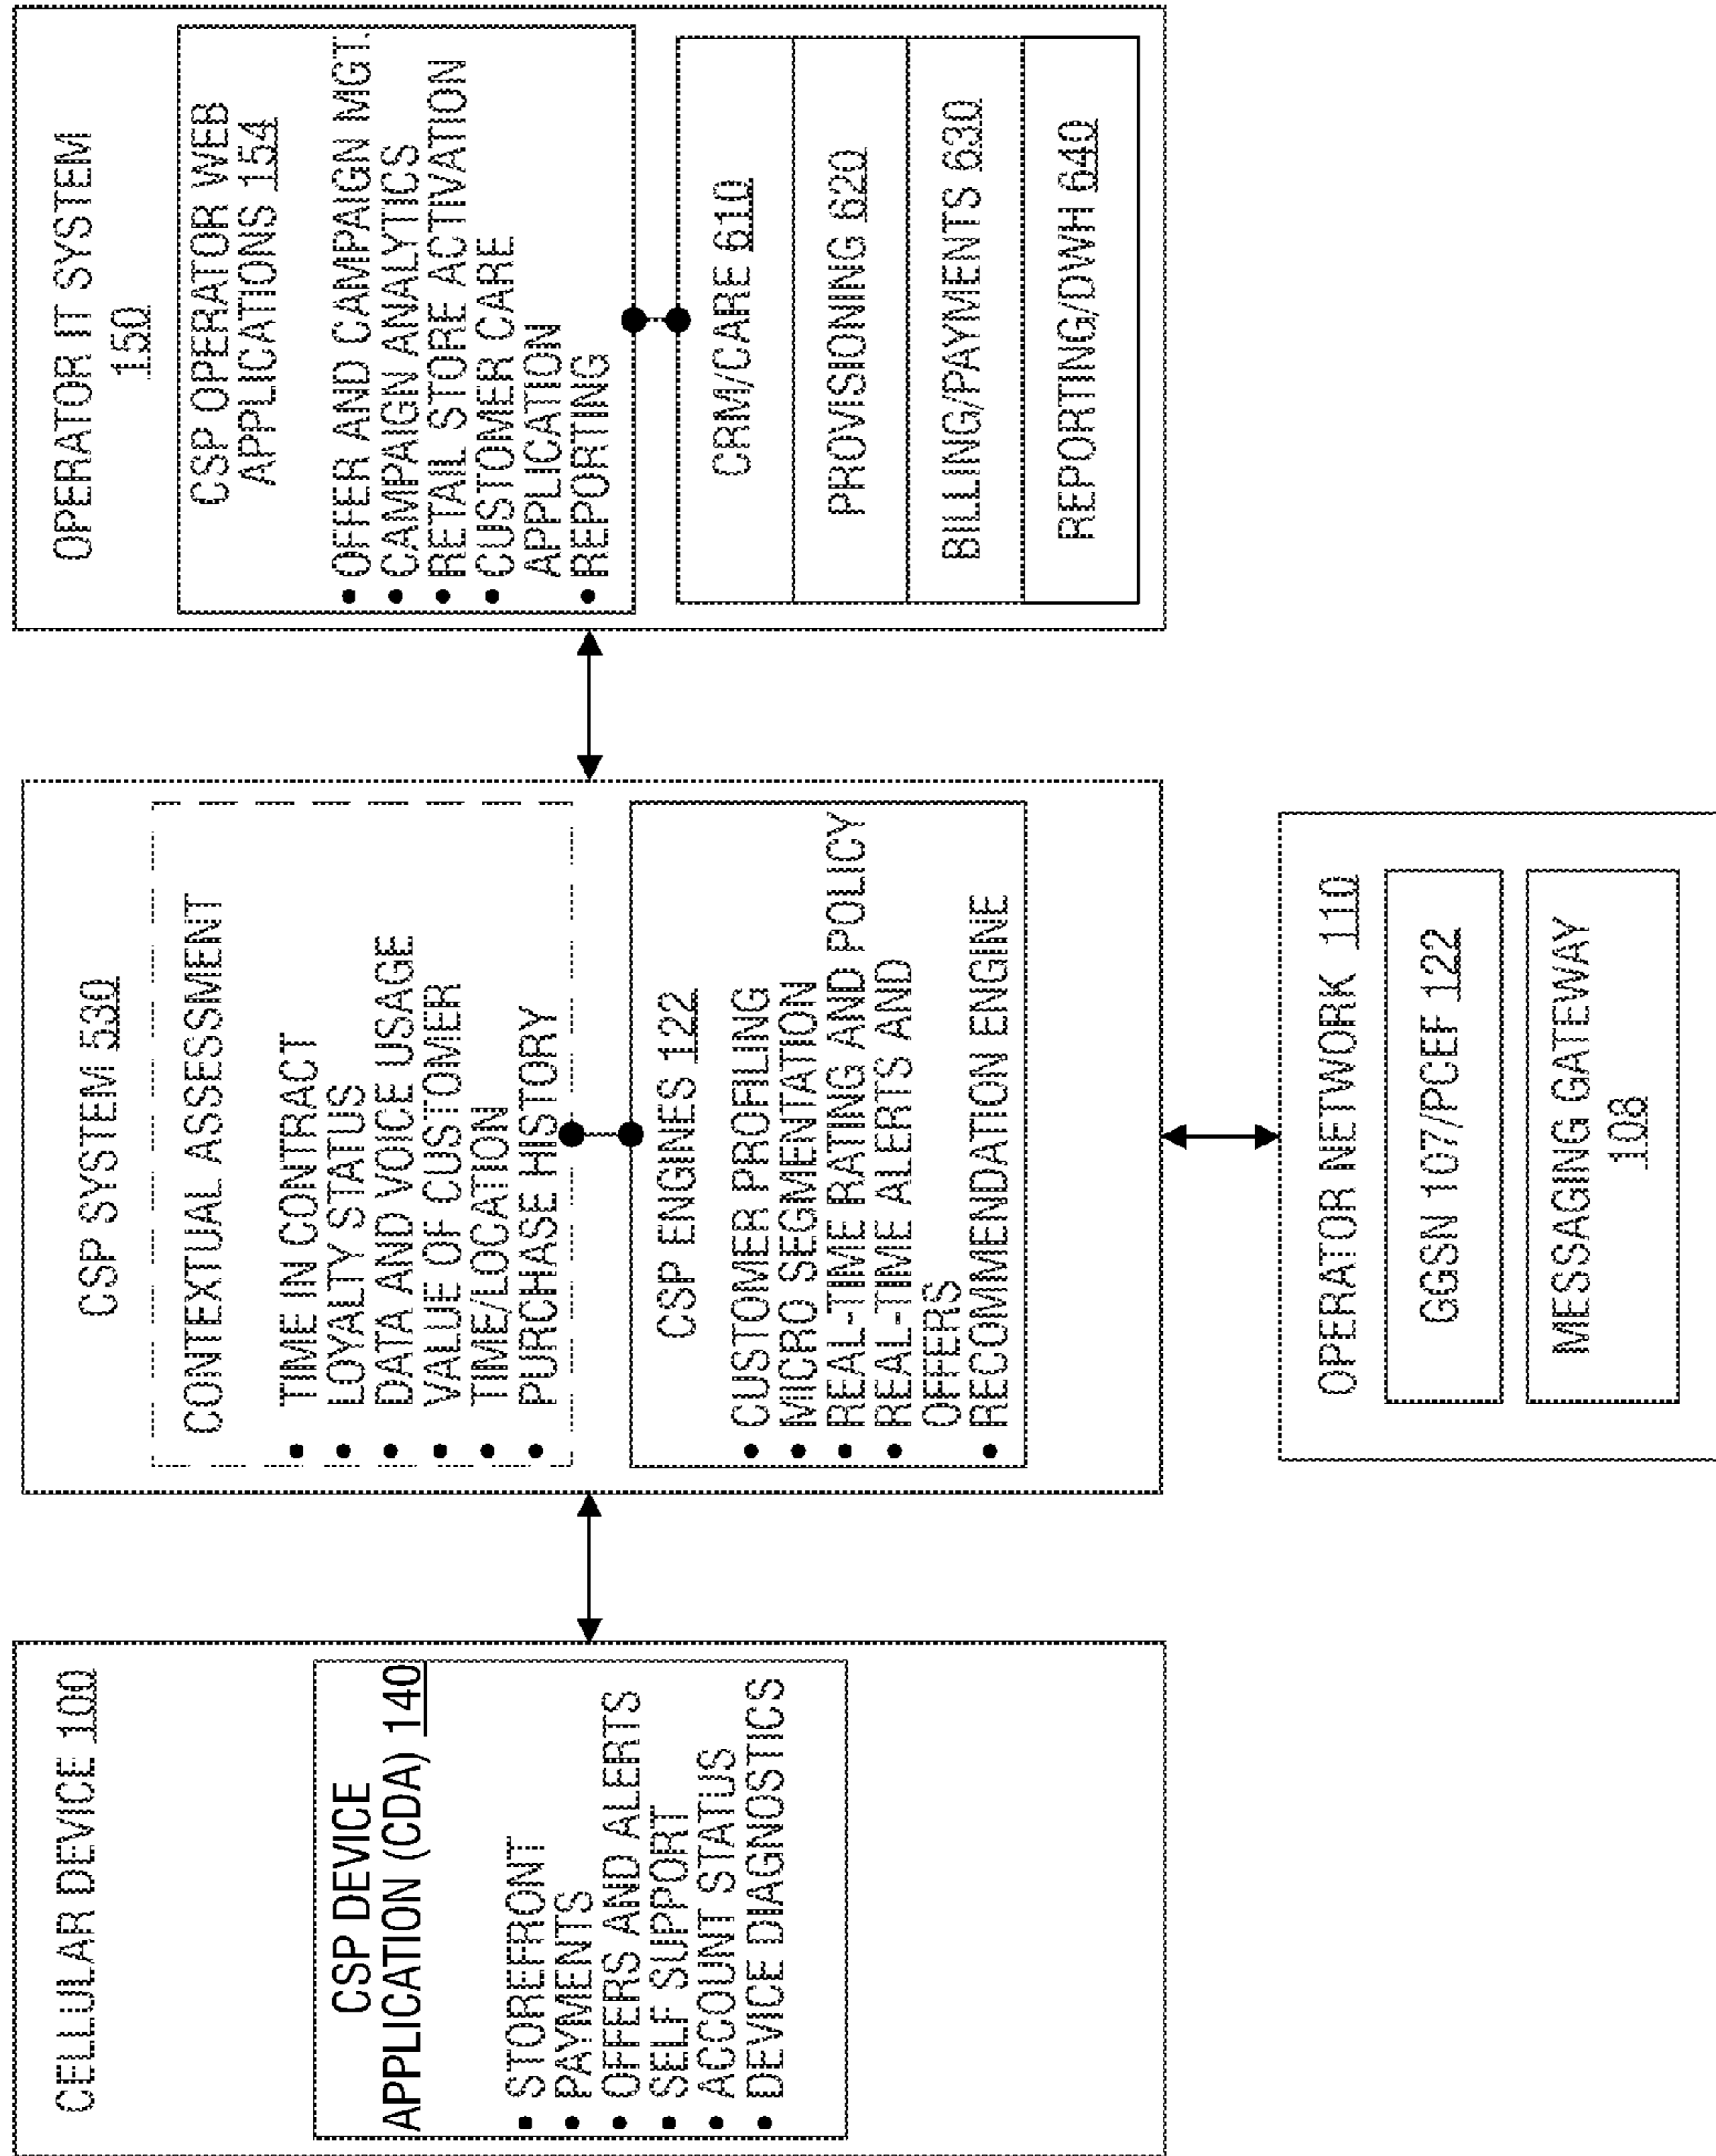 CELLULAR DEVICE 100
CSP DEVICE
APPLICATION (CDA) 140
• STOREFRONT
• PAYMENTS
• OFFERS AND ALERTS
• SELF SUPPORT
• ACCOUNT STATUS
• DEVICE DIAGNOSTICS
CSP SYSTEM 530
CONTEXTUAL ASSESSMENT
• TIME IN CONTRACT
• LOYALTY STATUS
• DATA AND VOICE USAGE
• VALUE OF CUSTOMER
• TIME/LOCATION
• PURCHASE HISTORY
CSP ENGINES 122
• CUSTOMER PROFILING
• MICRO SEGMENTATION
• REAL-TIME RATING AND POLICY
• REAL-TIME ALERTS AND
OFFERS
• RECOMMENDATION ENGINE
OPERATOR IT SYSTEM
150
CSP OPERATOR WEB
APPLICATIONS 154
• OFFER AND CAMPAIGN MGT.
• CAMPAIGN ANALYTICS
• RETAIL STORE ACTIVATION
• CUSTOMER CARE
APPLICATION
• REPORTING
CRM/CARE 610
PROVISIONING 620
BILLING/PAYMENTS 630
REPORTING/DWH 640
OPERATOR NETWORK 110
GGSN 107/PCEF 122
MESSAGING GATEWAY
108